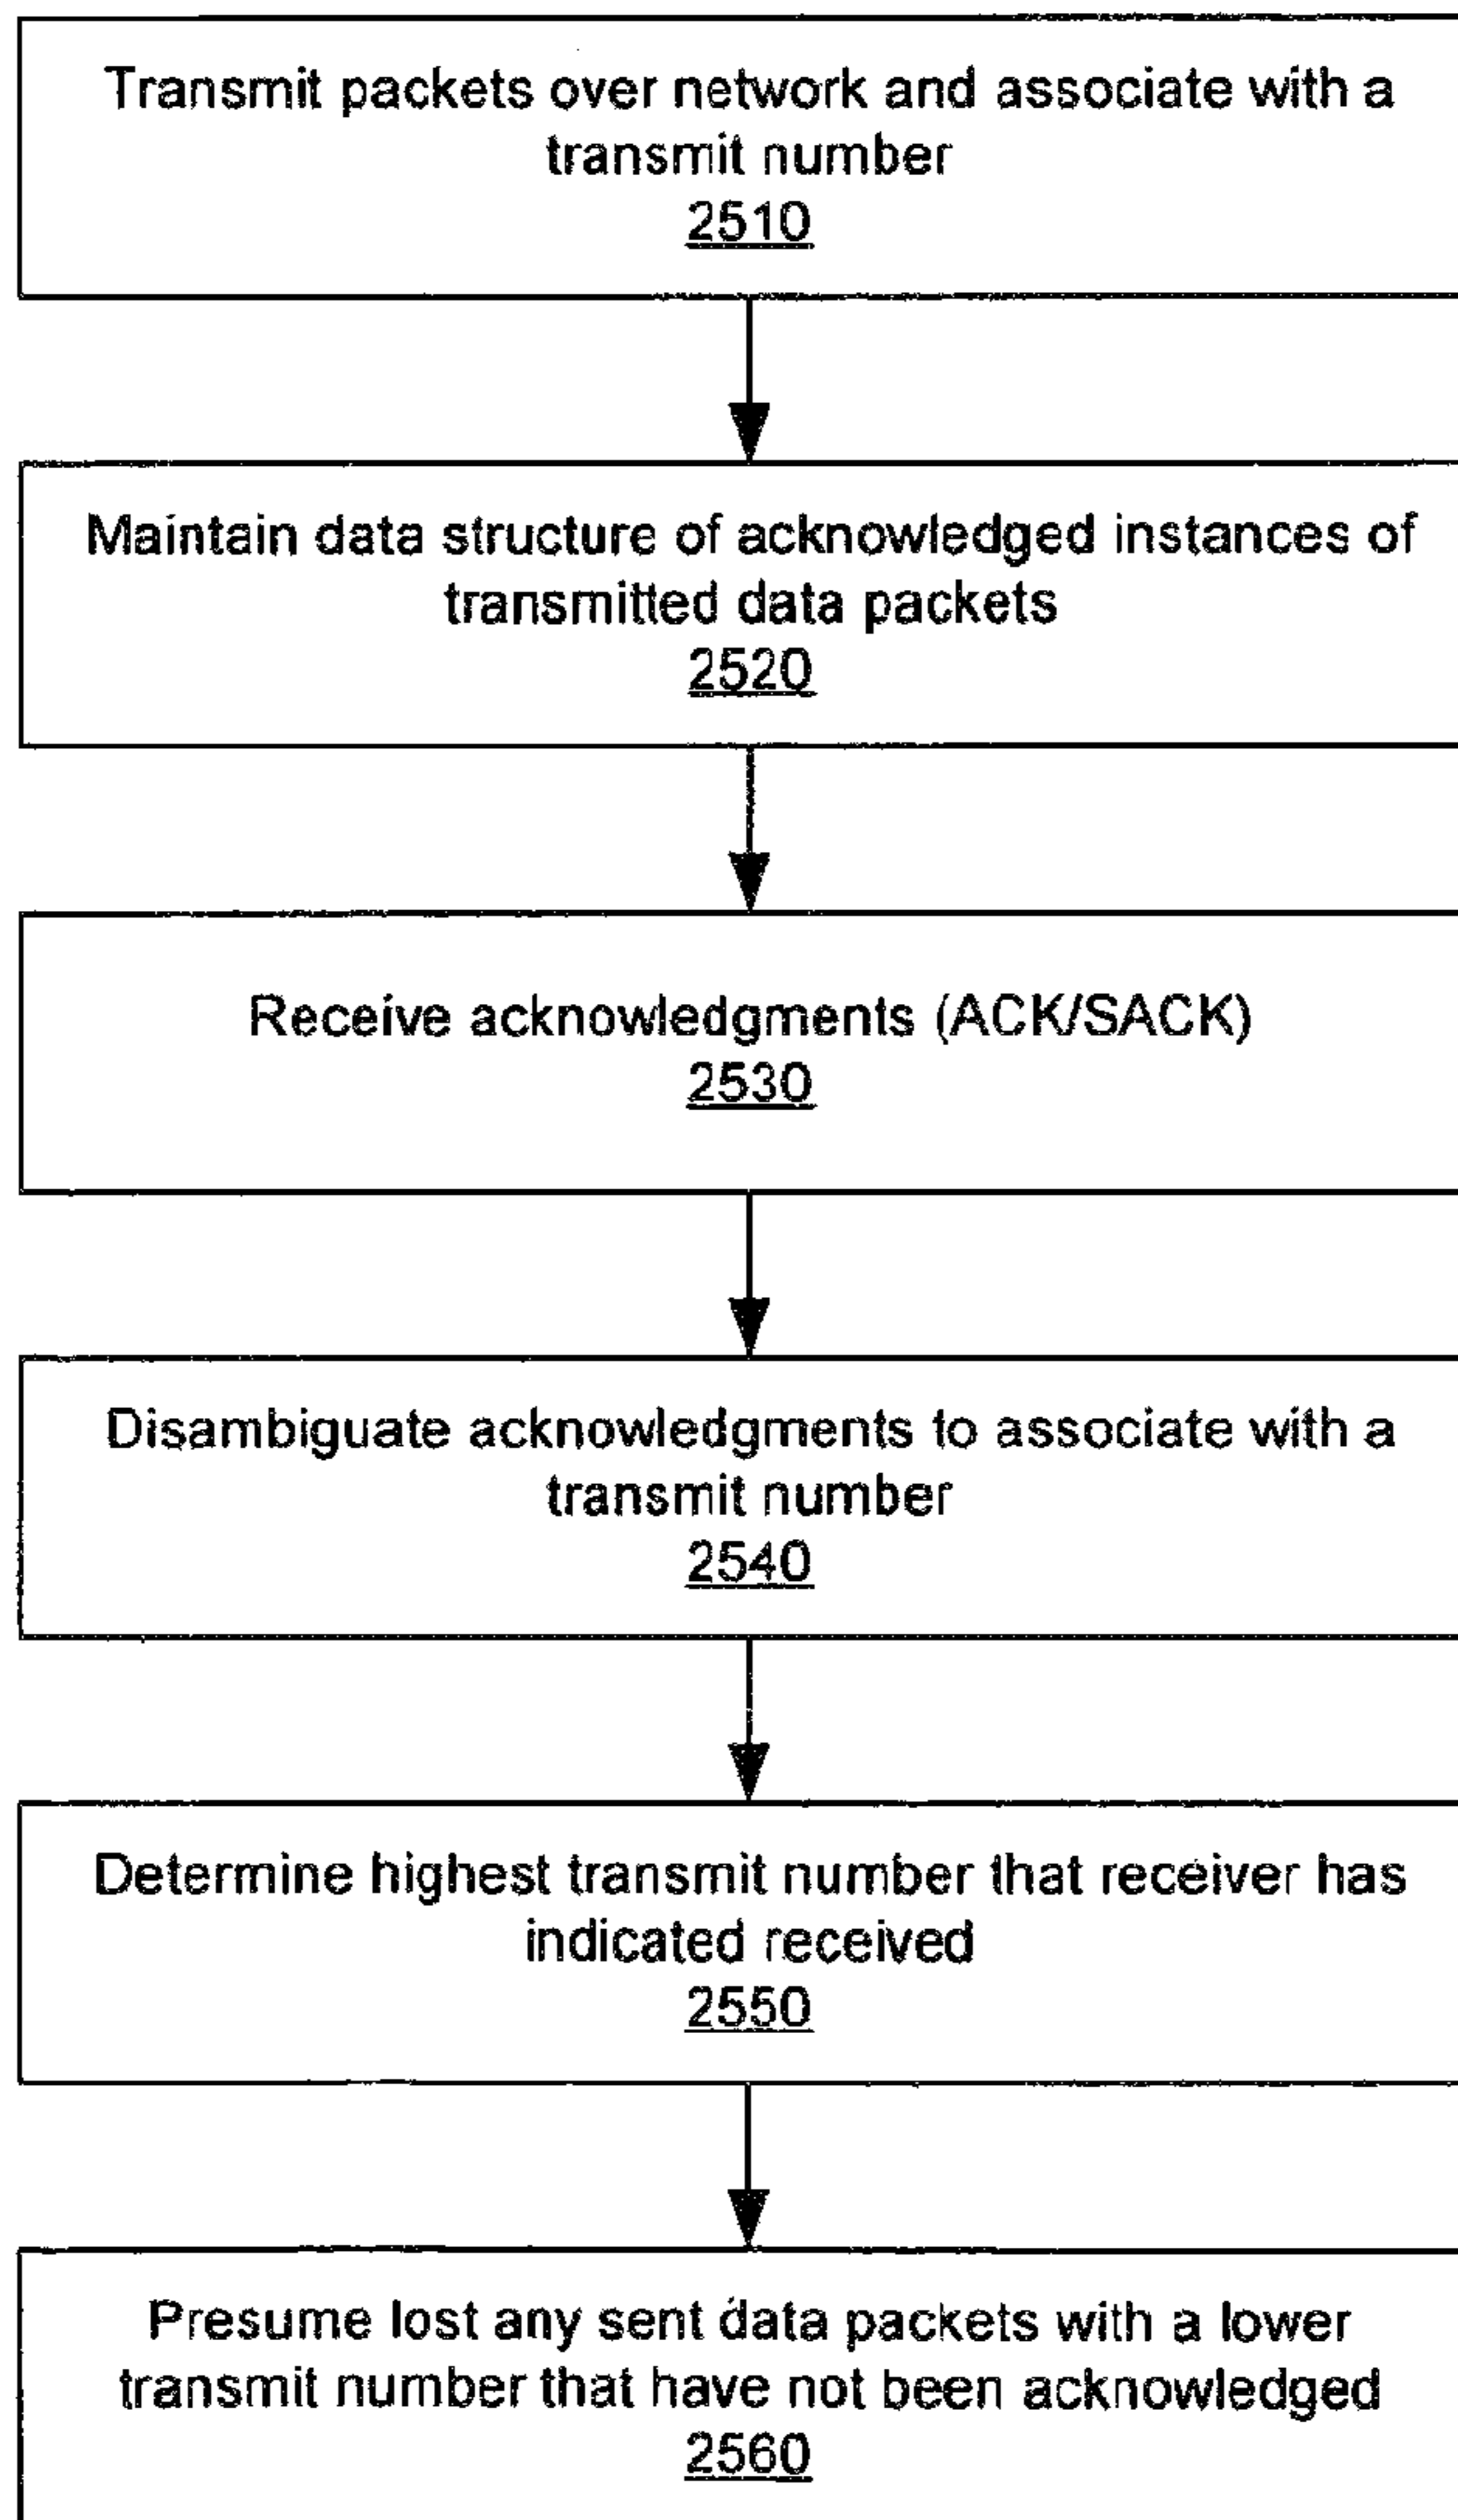 Transmit packets over network and associate with a
transmit number
2510
Maintain data structure of acknowledged instances of
transmitted data packets
2520
Receive acknowledgments (ACK/SACK)
2530
Disambiguate acknowledgments to associate with a
transmit number
2540
Determine highest transmit number that receiver has
indicated received
2550
Presume lost any sent data packets with a lower
transmit number that have not been acknowledged
2560